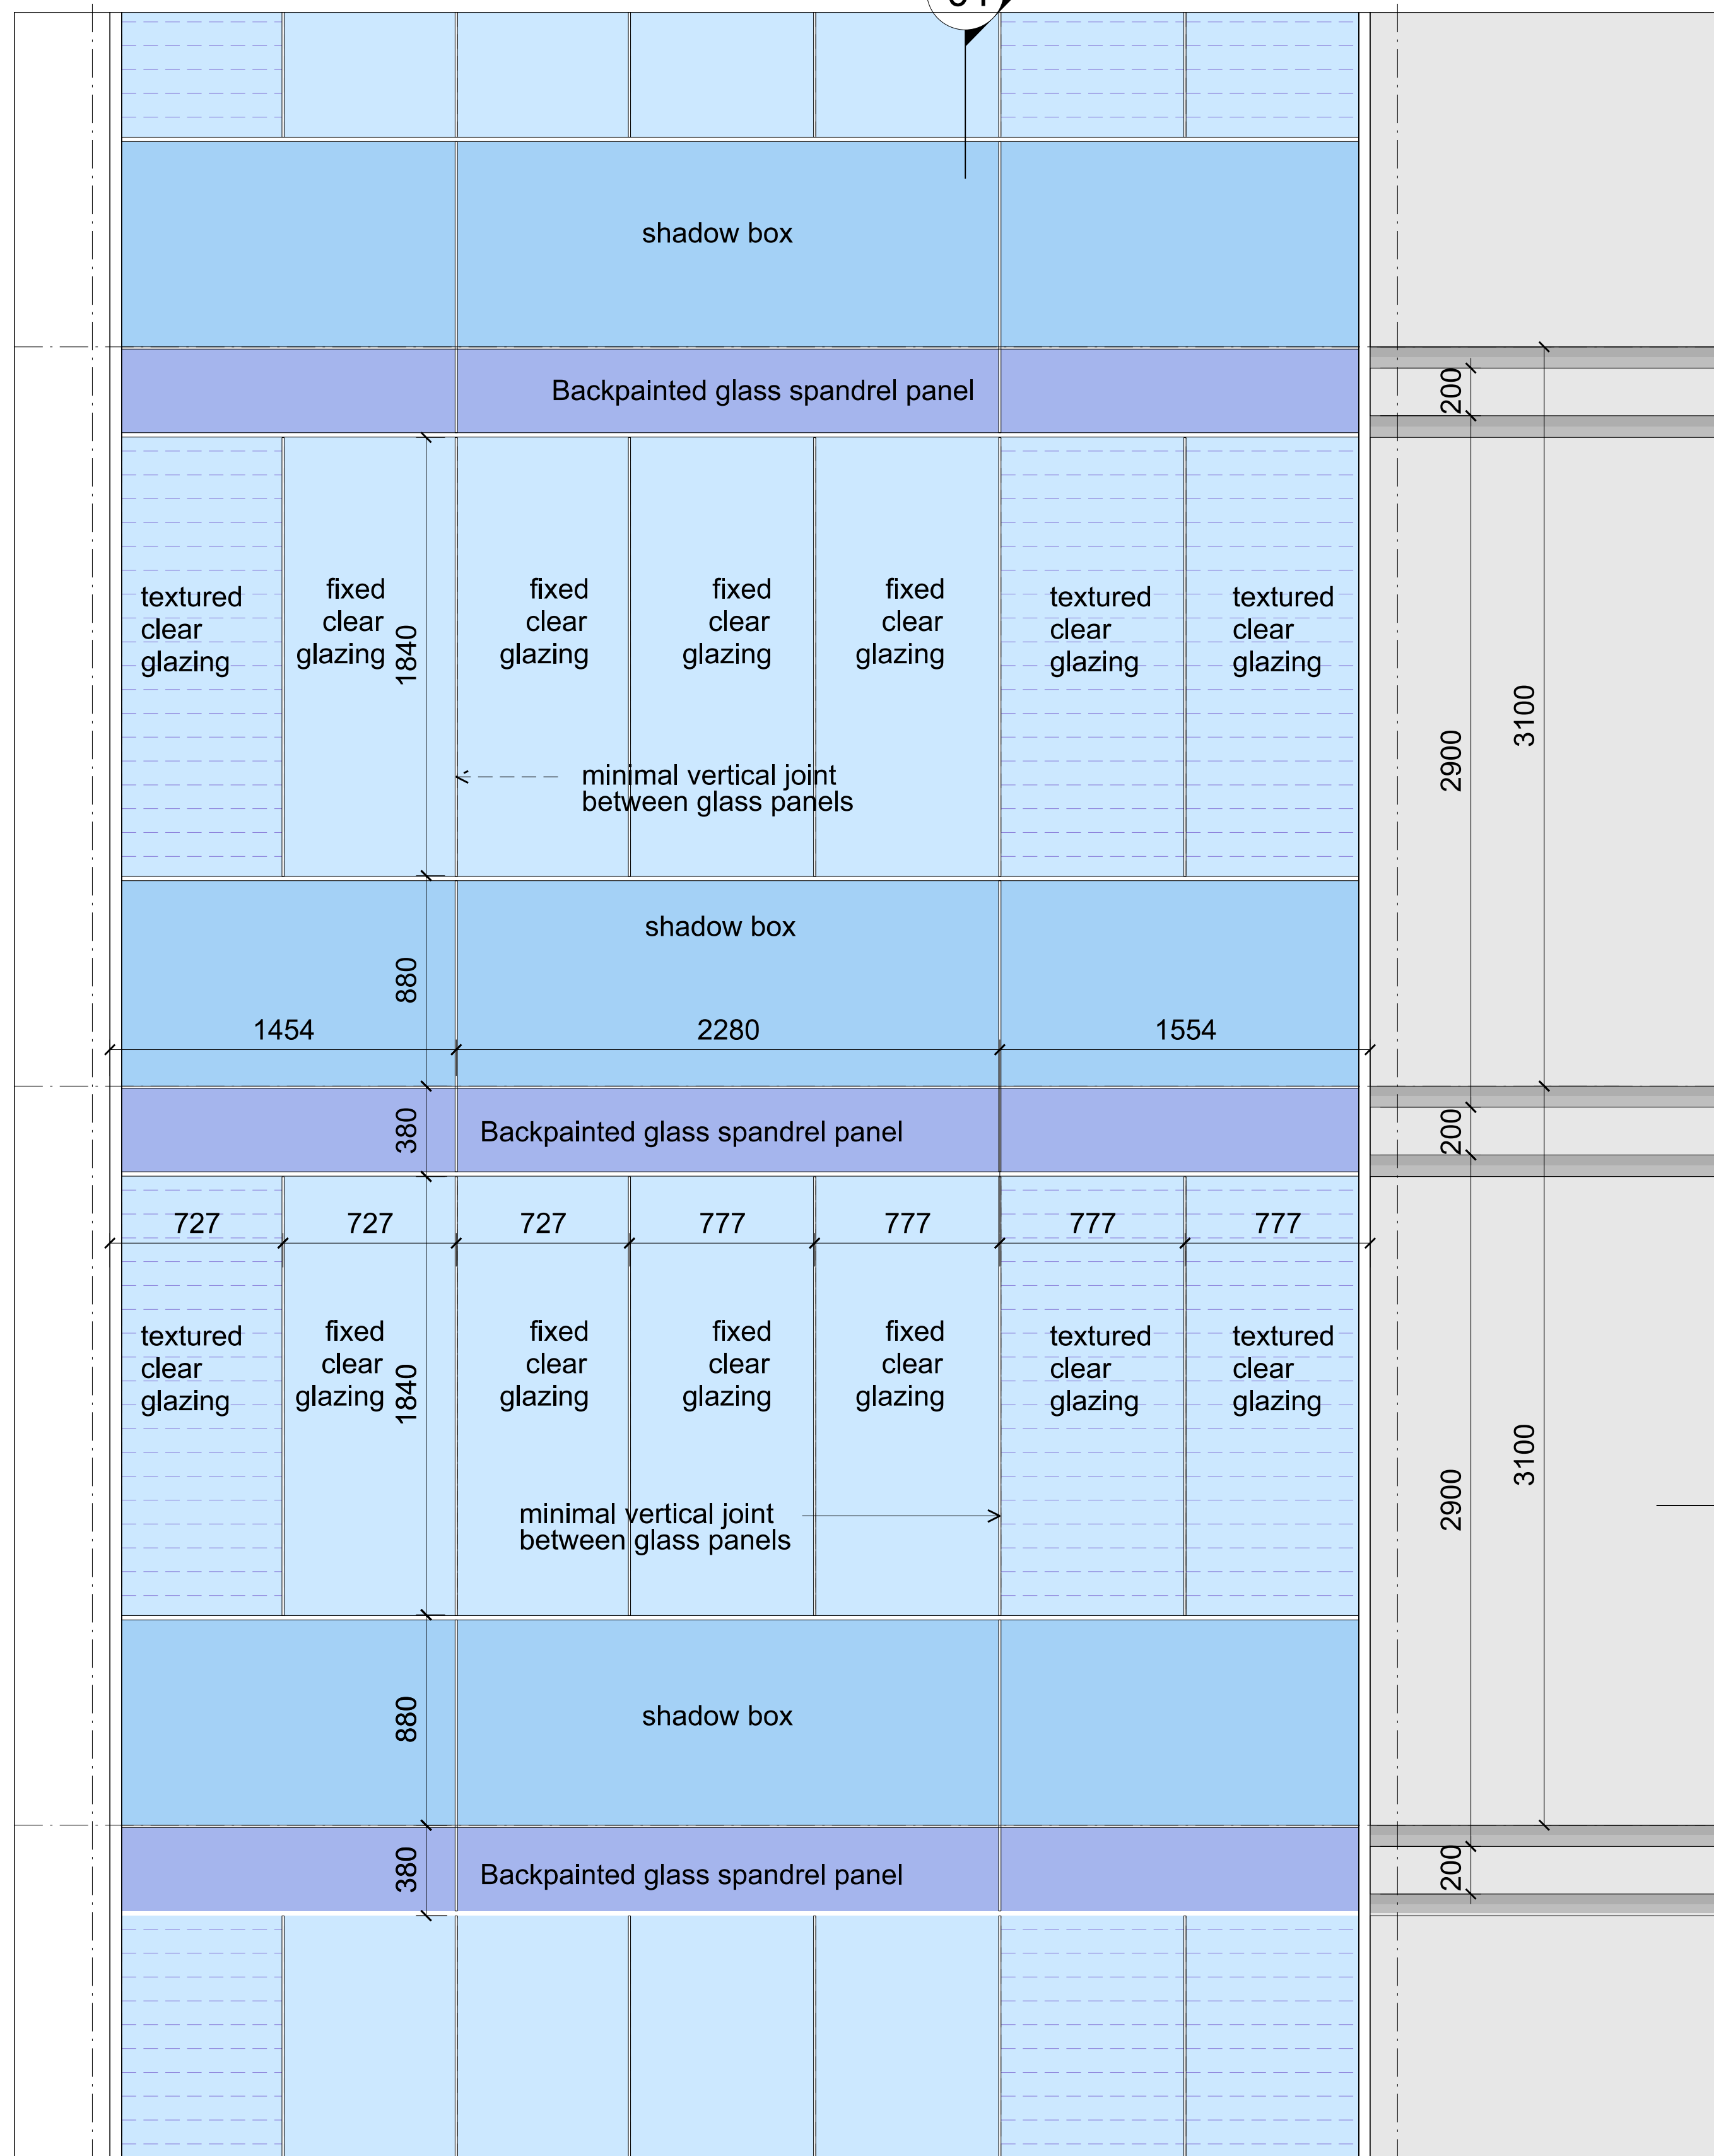 shadow box
Backpainted glass spandrel panel
200
textured
clear
glazing
fixed
clear
glazing
1840
fixed
clear
glazing
fixed
clear
glazing
fixed
clear
glazing
textured
clear
glazing
textured
clear
glazing
2900
3100
minimal vertical joint
between glass panels
shadow box
880
1454
2280
1554
380
Backpainted glass spandrel panel
200
727
727
727
777
777
777
777
textured
clear
glazing
fixed
clear
glazing
1840
fixed
clear
glazing
fixed
clear
glazing
fixed
clear
glazing
textured
clear
glazing
textured
clear
glazing
2900
3100
minimal vertical joint
between glass panels
880
shadow box
380
Backpainted glass spandrel panel
200